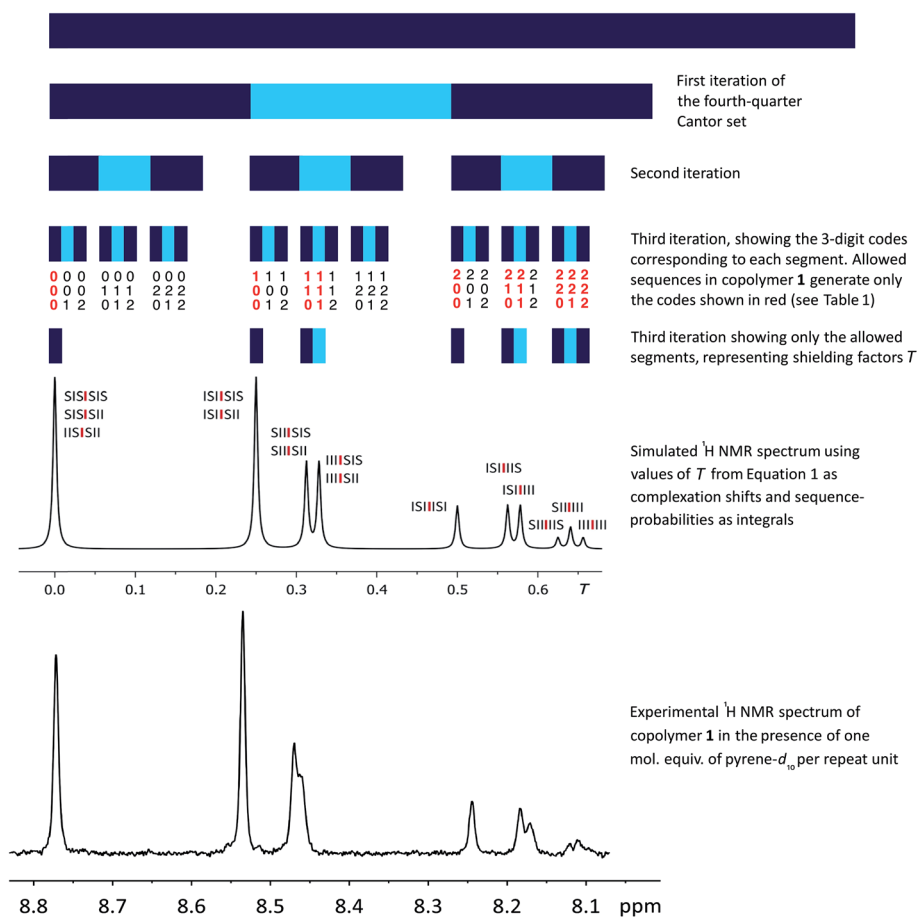 First iteration of
the fourth-quarter
Cantor set
Second iteration
Third iteration, showing the 3-digit codes
corresponding to each segment. Allowed
sequences in copolymer 1 generate only
the codes shown in red (see Table 1)
0 0 0 0 0 0 0 0 0 1 1 1 1 1 1 1 1 1 2 2 2 2 2 2 2 2 2
0 0 0 1 1 1 2 2 2 0 0 0 1 1 1 2 2 2 0 0 0 1 1 1 2 2 2
0 1 2 0 1 2 0 1 2 0 1 2 0 1 2 0 1 2 0 1 2 0 1 2 0 1 2
Third iteration showing only the allowed
segments, representing shielding factors T
SISISIS
SISISII
IISISII
ISIISIS
ISIISII
SIIISIS
SIIISII
IIIISIS
IIIISII
ISIIISI
ISIIIIS
ISIIIII
SIIIIIS
SIIIIII
IIIIIII
Simulated ¹H NMR spectrum using
values of T from Equation 1 as
complexation shifts and sequence-
probabilities as integrals
0.0 0.1 0.2 0.3 0.4 0.5 0.6 T
Experimental ¹H NMR spectrum of
copolymer 1 in the presence of one
mol. equiv. of pyrene-d₁₀ per repeat unit
8.8 8.7 8.6 8.5 8.4 8.3 8.2 8.1 ppm